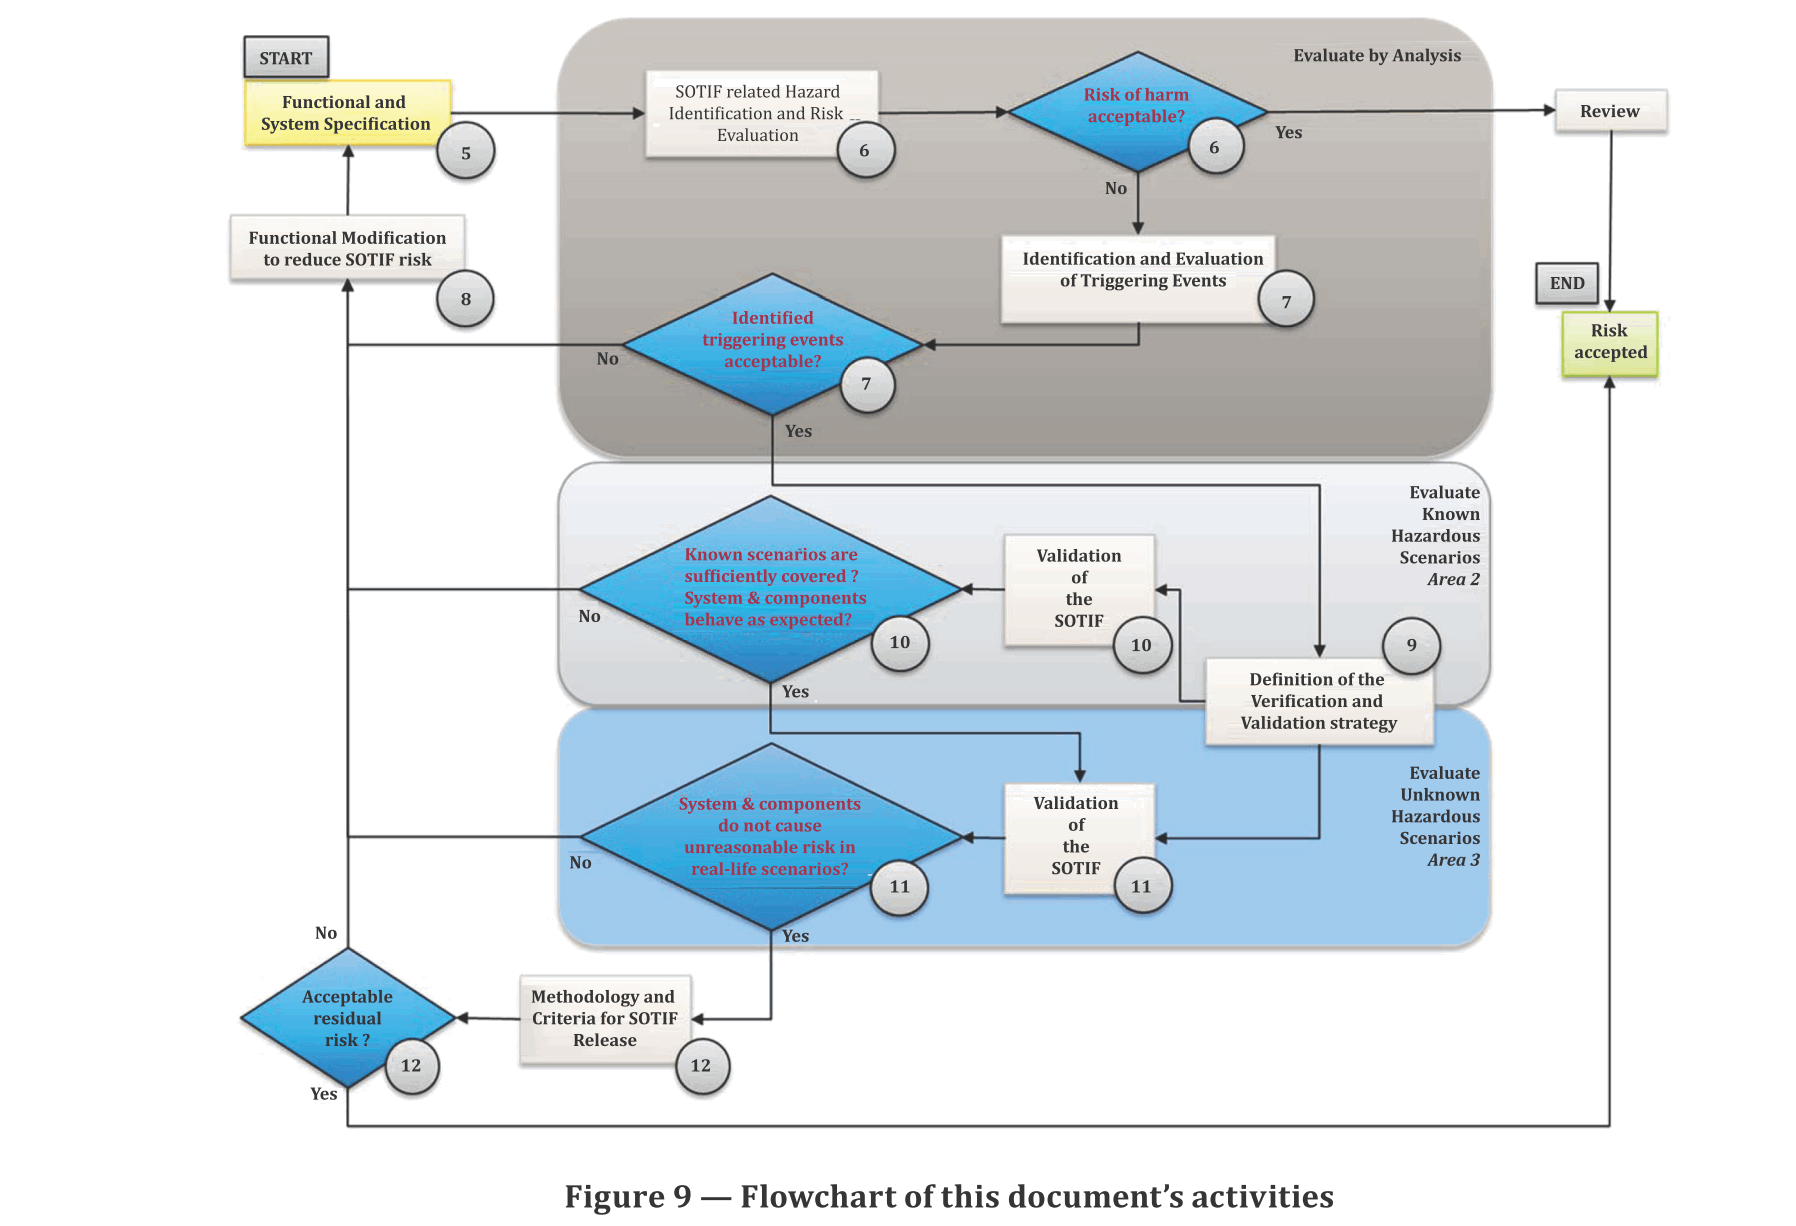 START
Functional and
System Specification
5
SOTIF related Hazard
Identification and Risk
Evaluation
6
Evaluate by Analysis
Risk of harm
acceptable?
6
Yes
No
Review
Functional Modification
to reduce SOTIF risk
8
Identification and Evaluation
of Triggering Events
7
END
Risk
accepted
Identified
triggering events
acceptable?
7
No
Yes
Evaluate
Known
Hazardous
Scenarios
Area 2
Known scenarios are
sufficiently covered ?
System & components
behave as expected?
10
No
Yes
Validation
of
the
SOTIF
10
9
Definition of the
Verification and
Validation strategy
Evaluate
Unknown
Hazardous
Scenarios
Area 3
System & components
do not cause
unreasonable risk in
real-life scenarios?
11
No
Yes
Validation
of
the
SOTIF
11
No
Acceptable
residual
risk ?
12
Yes
Methodology and
Criteria for SOTIF
Release
12
Figure 9 — Flowchart of this document’s activities